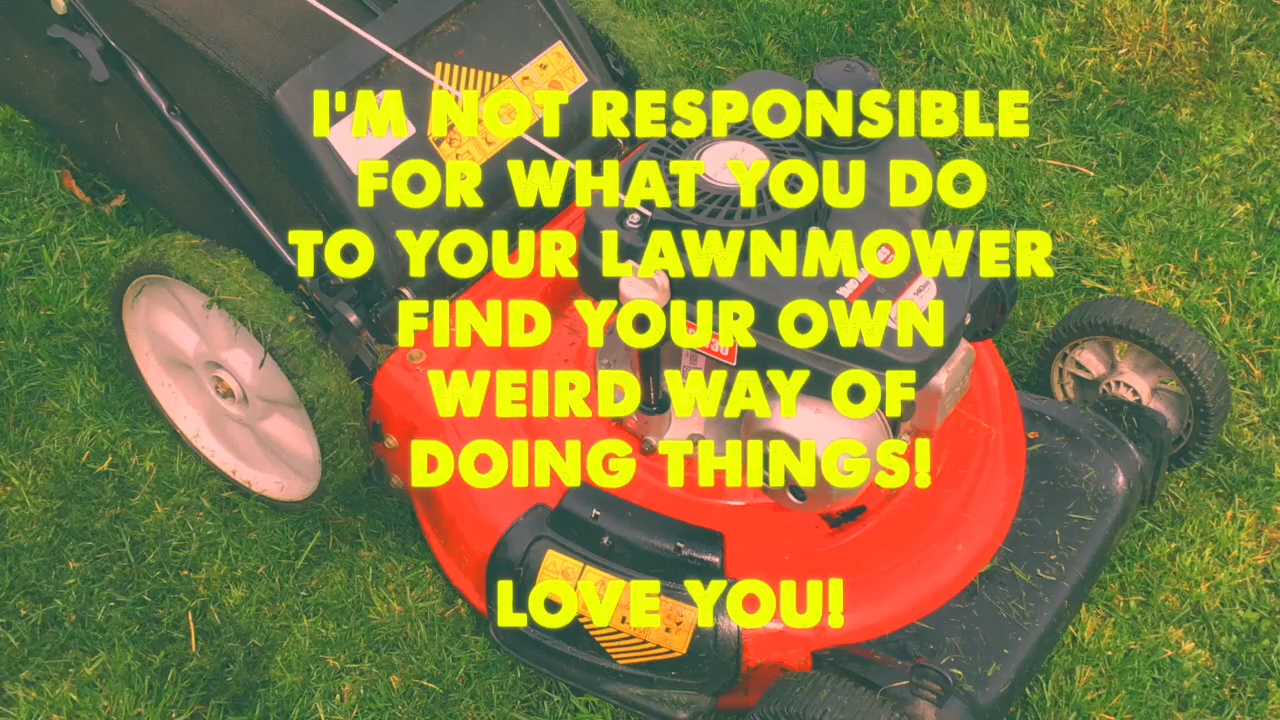 I'M NOT RESPONSIBLE
FOR WHAT YOU DO
TO YOUR LAWNMOWER
FIND YOUR OWN
WEIRD WAY OF
DOING THINGS!
LOVE YOU!